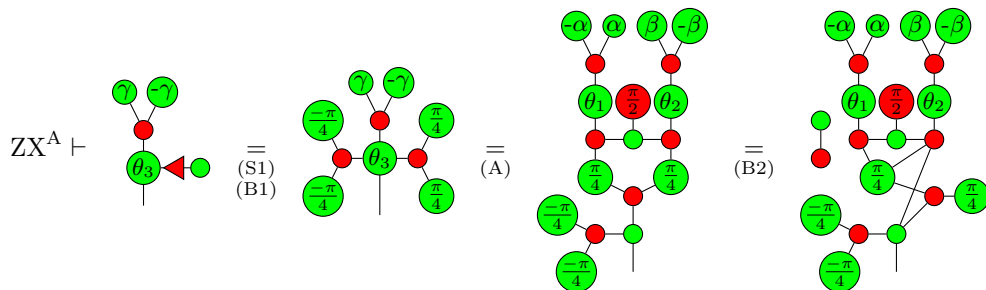 -α α β -β -α α β -β
γ -γ γ -γ
θ₁ π/2 θ₂ θ₁ π/2 θ₂
-π/4 π/4
ZXᴬ ⊢ θ₃ = (S1) (B1) θ₃ = (A) = (B2)
-π/4 π/4 π/4 π/4 π/4 π/4
-π/4 -π/4
-π/4 -π/4